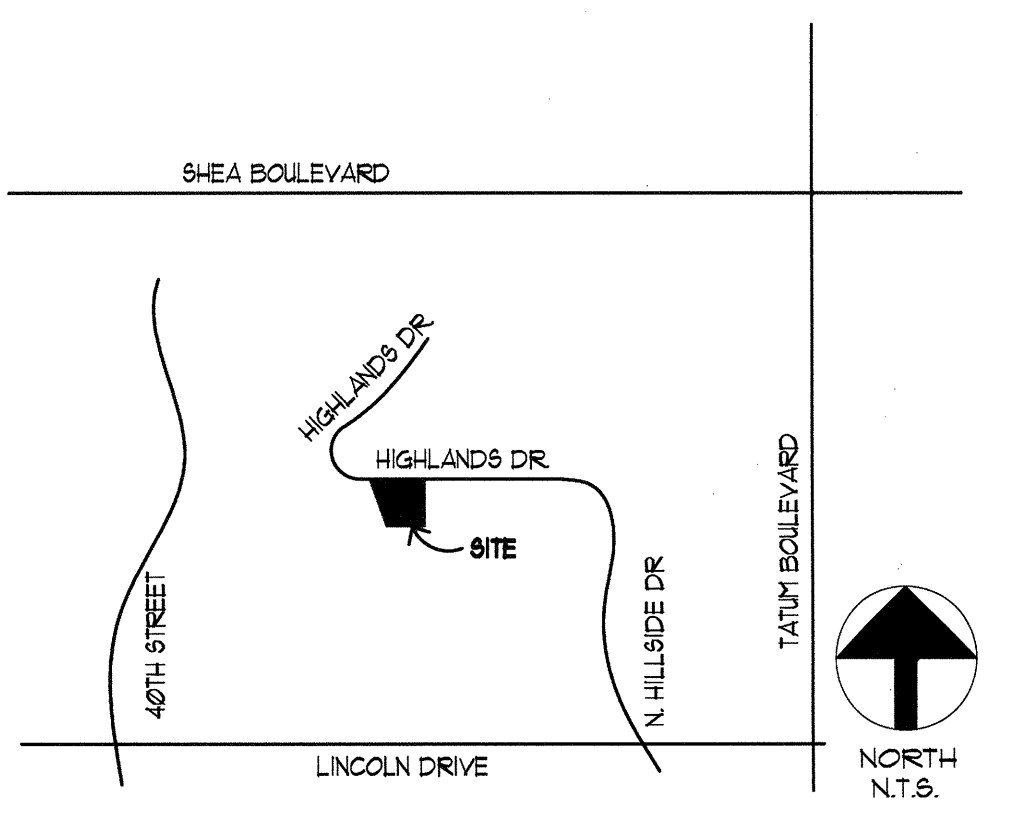 SHEA BOULEVARD
HIGHLANDS DR
HIGHLANDS DR
SITE
40TH STREET
N. HILLSIDE DR
TATUM BOULEVARD
LINCOLN DRIVE
NORTH
N.T.S.